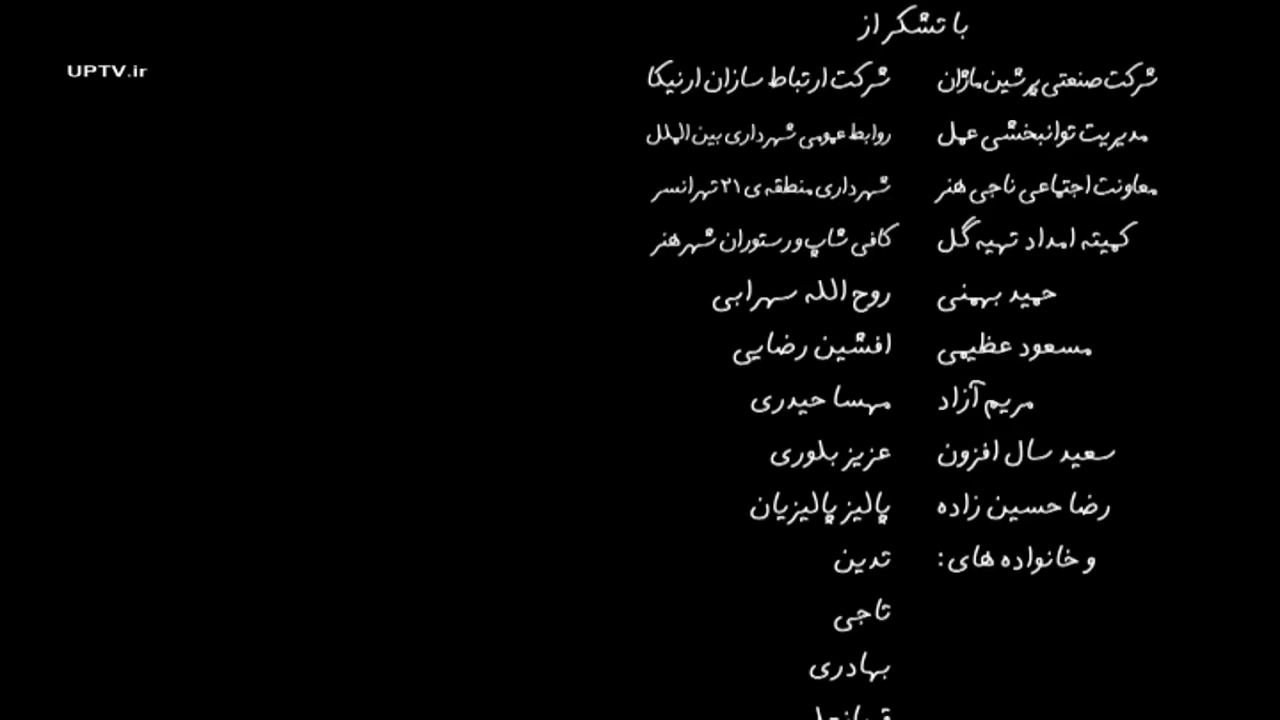 با تشکر از
UPTV.ir
شرکت صنعتی پرشین ماژان شرکت ارتباط سازان ارنیکا
مدیریت توانبخشی عمل روابط عمومی شهرداری بین الملل
معاونت اجتماعی ناجی هنر شهرداری منطقه ی ۲۱ تهرانسر
کمیته امداد تهیه گل کافی شاپ و رستوران شهر هنر
حمید بهمنی روح الله سهرابی
مسعود عظیمی افشین رضایی
مریم آزاد مهسا حیدری
سعید سال افزون عزیز بلوری
رضا حسین زاده پالیز پالیزیان
و خانواده های: تدین
تاجی
بهادری